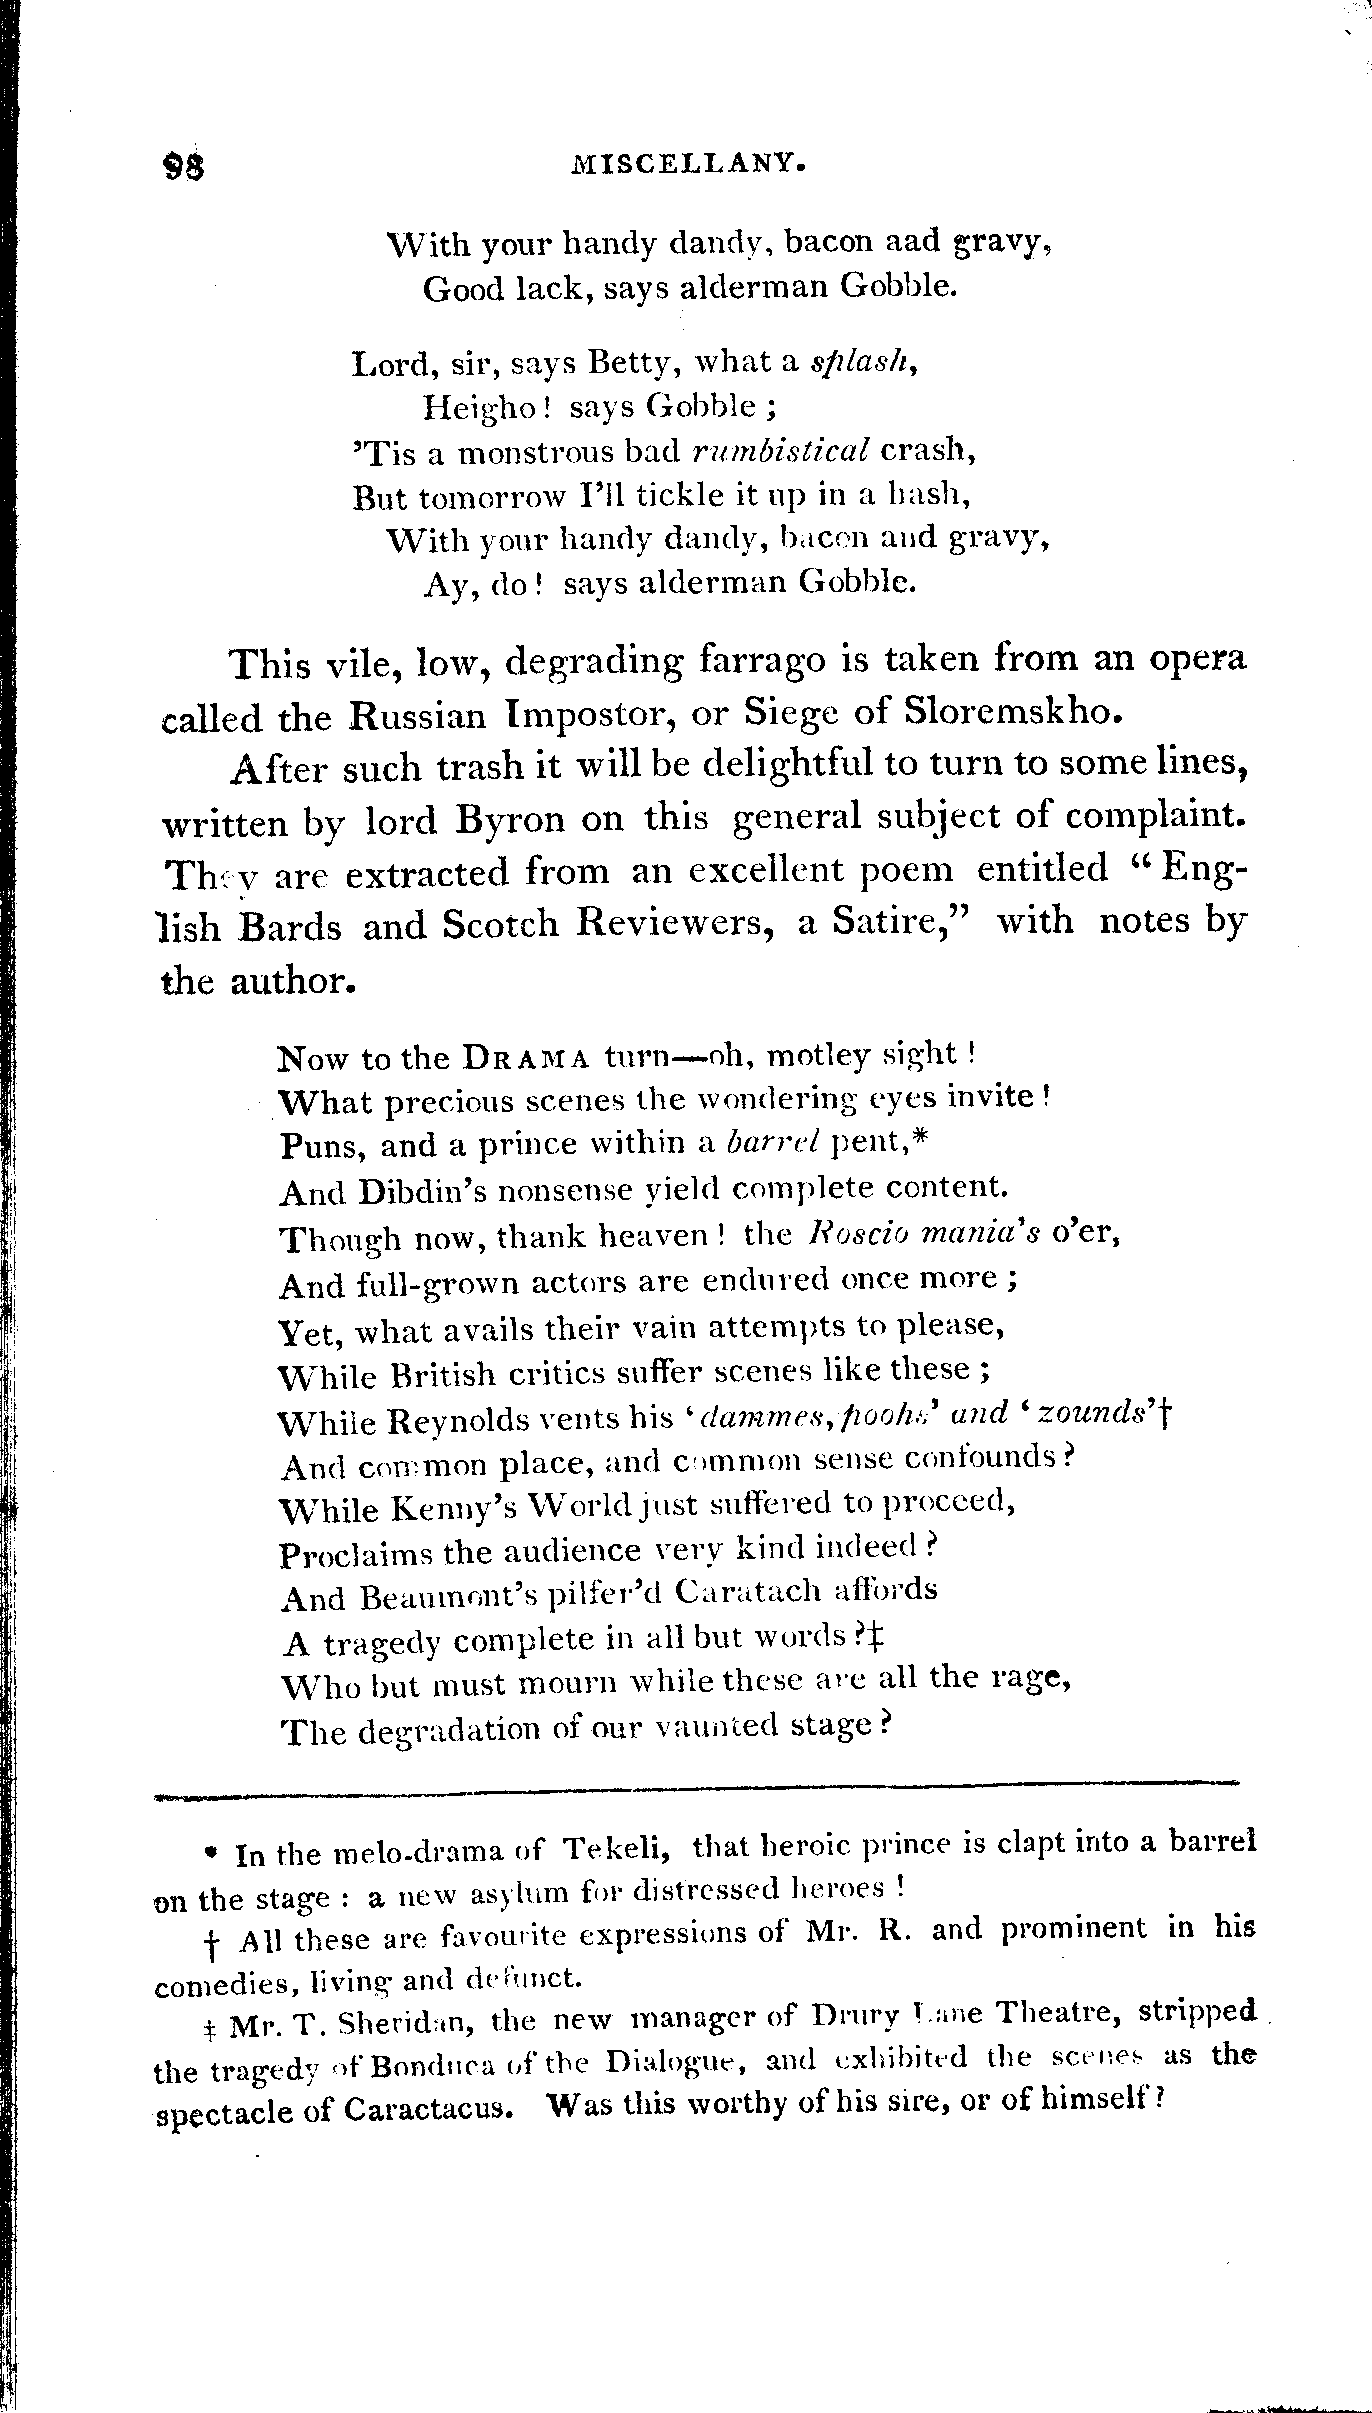 98 MISCELLANY.
With your handy dandy, bacon aad gravy,
Good lack, says alderman Gobble.
Lord, sir, says Betty, what a splash,
Heigho! says Gobble;
'Tis a monstrous bad rumbistical crash,
But tomorrow I'll tickle it up in a hash,
With your handy dandy, bacon and gravy,
Ay, do! says alderman Gobble.
This vile, low, degrading farrago is taken from an opera
called the Russian Impostor, or Siege of Sloremskho.
After such trash it will be delightful to turn to some lines,
written by lord Byron on this general subject of complaint.
They are extracted from an excellent poem entitled "Eng-
lish Bards and Scotch Reviewers, a Satire," with notes by
the author.
Now to the DRAMA turn—oh, motley sight!
What precious scenes the wondering eyes invite!
Puns, and a prince within a barrel pent,*
And Dibdin's nonsense yield complete content.
Though now, thank heaven! the Roscio mania's o'er,
And full-grown actors are endured once more;
Yet, what avails their vain attempts to please,
While British critics suffer scenes like these;
While Reynolds vents his 'dammes, poohs' and 'zounds'†
And common place, and common sense confounds?
While Kenny's World just suffered to proceed,
Proclaims the audience very kind indeed?
And Beaumont's pilfer'd Caratach affords
A tragedy complete in all but words?‡
Who but must mourn while these are all the rage,
The degradation of our vaunted stage?
* In the melo-drama of Tekeli, that heroic prince is clapt into a barrel
on the stage: a new asylum for distressed heroes!
† All these are favourite expressions of Mr. R. and prominent in his
comedies, living and defunct.
‡ Mr. T. Sheridan, the new manager of Drury Lane Theatre, stripped
the tragedy of Bonduca of the Dialogue, and exhibited the scenes as the
spectacle of Caractacus. Was this worthy of his sire, or of himself?